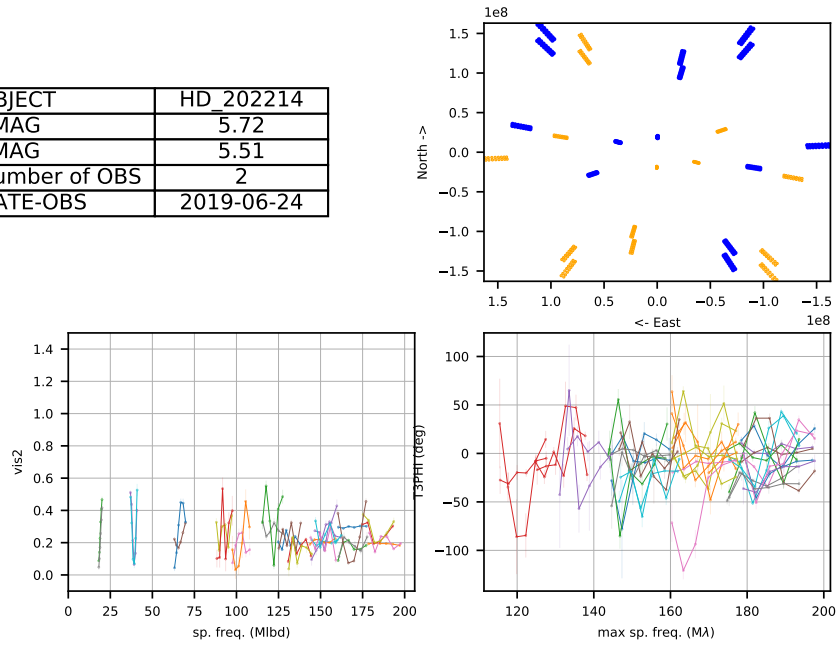 BJECT HD_202214
MAG 5.72
MAG 5.51
umber of OBS 2
ATE-OBS 2019-06-24
1e8
1.5
1.0
0.5
0.0
−0.5
−1.0
−1.5
North ->
1.5 1.0 0.5 0.0 −0.5 −1.0 −1.5
<- East
1e8
1.4
1.2
1.0
0.8
0.6
0.4
0.2
0.0
vis2
0 25 50 75 100 125 150 175 200
sp. freq. (Mlbd)
100
50
0
−50
−100
T3PHI (deg)
120 140 160 180 200
max sp. freq. (Mλ)